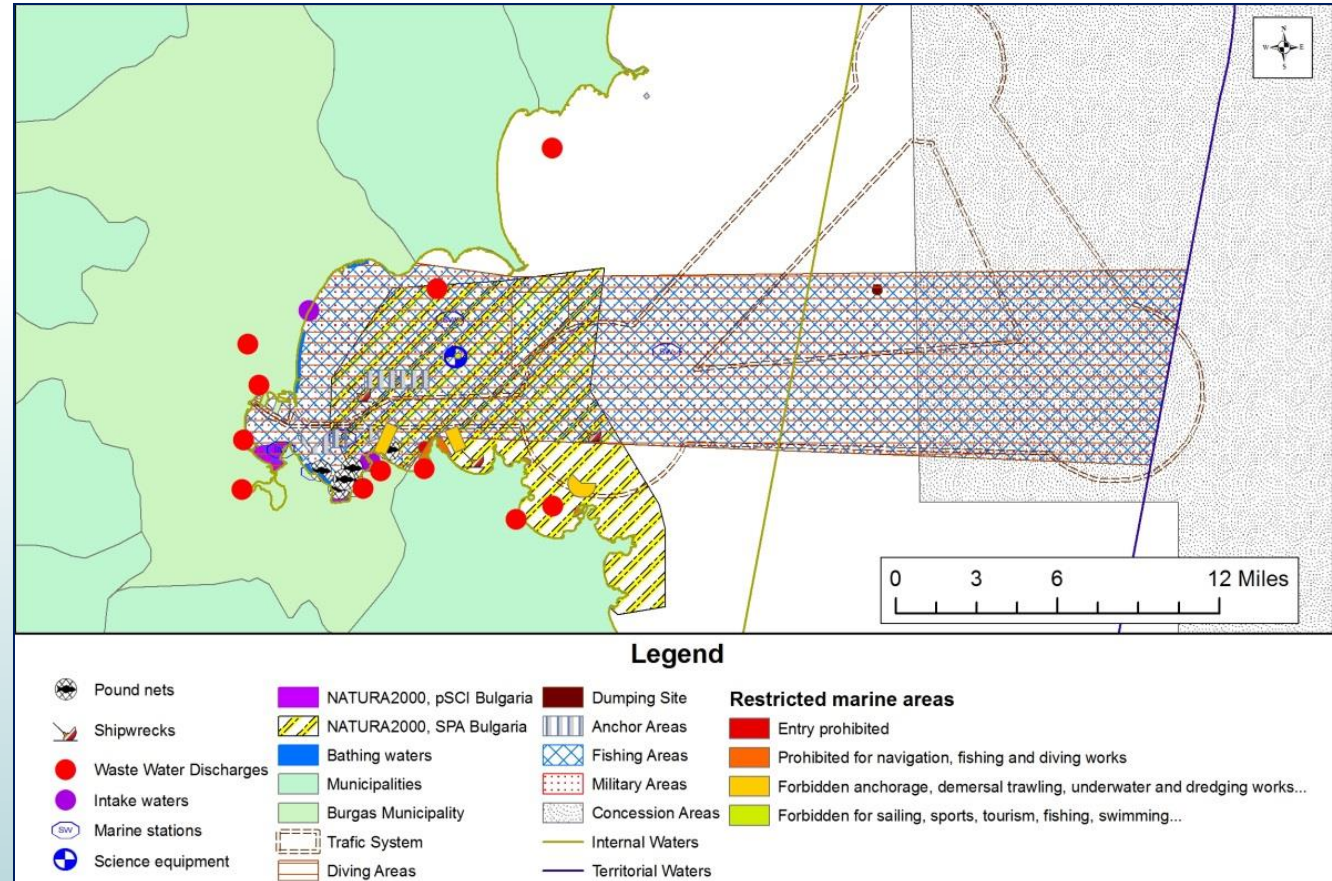 N
W E
S
0 3 6 12 Miles
SW
SW
Legend
Pound nets
Shipwrecks
Waste Water Discharges
Intake waters
SW Marine stations
Science equipment
NATURA2000, pSCI Bulgaria
NATURA2000, SPA Bulgaria
Bathing waters
Municipalities
Burgas Municipality
Trafic System
Diving Areas
Dumping Site
Anchor Areas
Fishing Areas
Military Areas
Concession Areas
Internal Waters
Territorial Waters
Restricted marine areas
Entry prohibited
Prohibited for navigation, fishing and diving works
Forbidden anchorage, demersal trawling, underwater and dredging works...
Forbidden for sailing, sports, tourism, fishing, swimming...